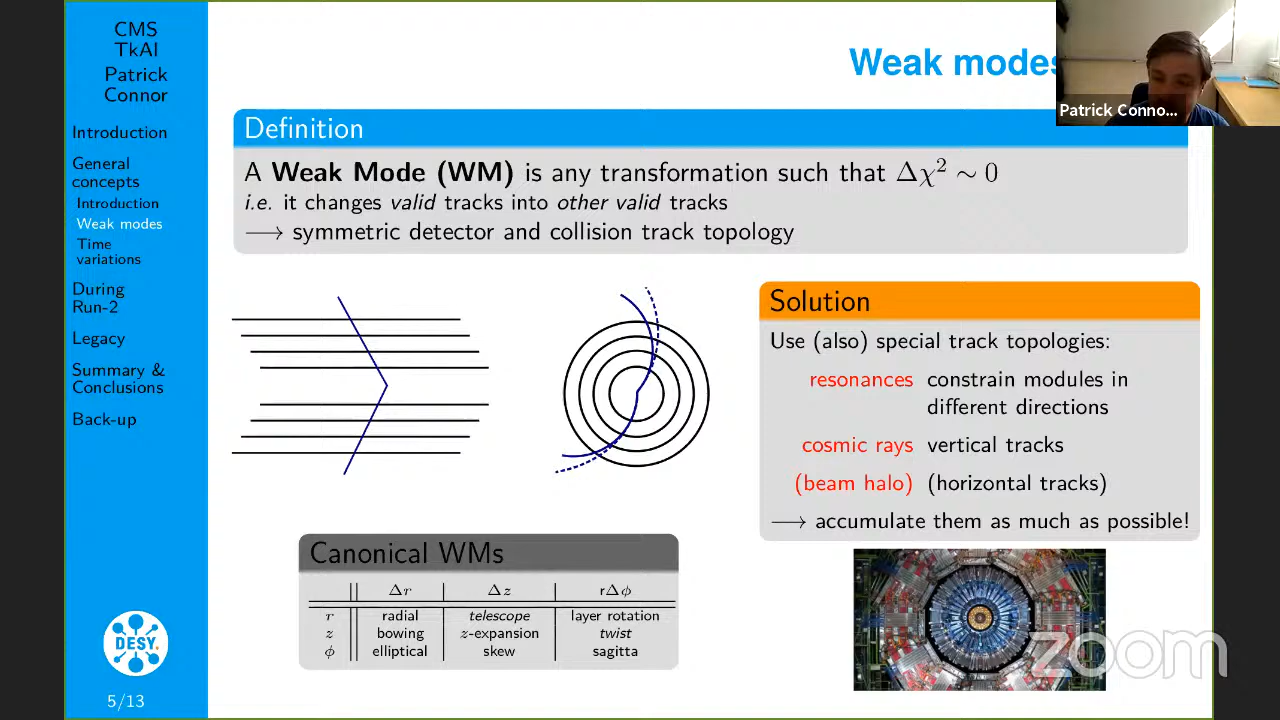 CMS
TkAl
Patrick
Connor
Introduction
General
concepts
Introduction
Weak modes
Time
variations
During
Run-2
Legacy
Summary &
Conclusions
Back-up
DESY.
5/13
Weak modes
Patrick Conno...
Definition
A Weak Mode (WM) is any transformation such that Δχ² ∼ 0
i.e. it changes valid tracks into other valid tracks
⟶ symmetric detector and collision track topology
Solution
Use (also) special track topologies:
resonances constrain modules in
different directions
cosmic rays vertical tracks
(beam halo) (horizontal tracks)
⟶ accumulate them as much as possible!
Canonical WMs
Δr Δz rΔϕ
r radial telescope layer rotation
z bowing z-expansion twist
ϕ elliptical skew sagitta
zoom